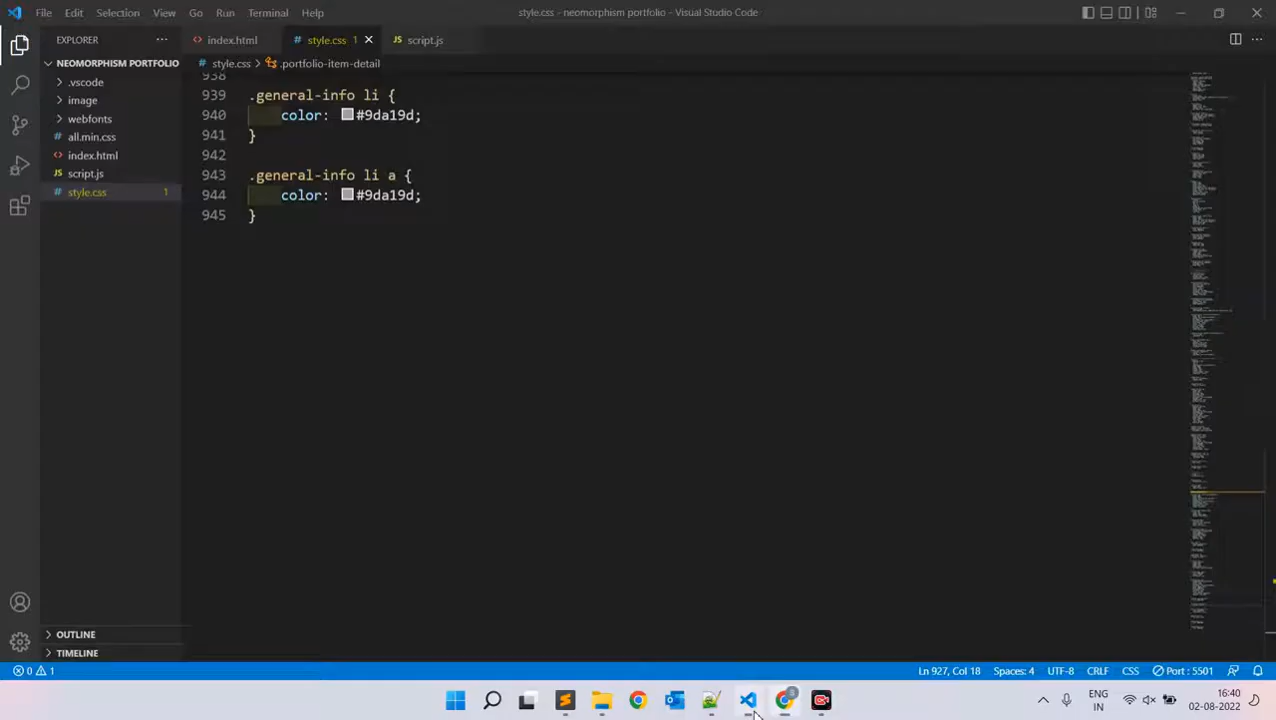 File Edit Selection View Go Run Terminal Help
style.css - neomorphism portfolio - Visual Studio Code
EXPLORER
index.html
style.css 1
script.js
NEOMORPHISM PORTFOLIO
style.css > .portfolio-item-detail
.vscode
image
webfonts
all.min.css
index.html
script.js
style.css 1
938
939 .general-info li {
940 color: #9da19d;
941 }
942
943 .general-info li a {
944 color: #9da19d;
945 }
OUTLINE
TIMELINE
0 1
Ln 927, Col 18 Spaces: 4 UTF-8 CRLF CSS Port : 5501
ENG
IN
16:40
02-08-2022